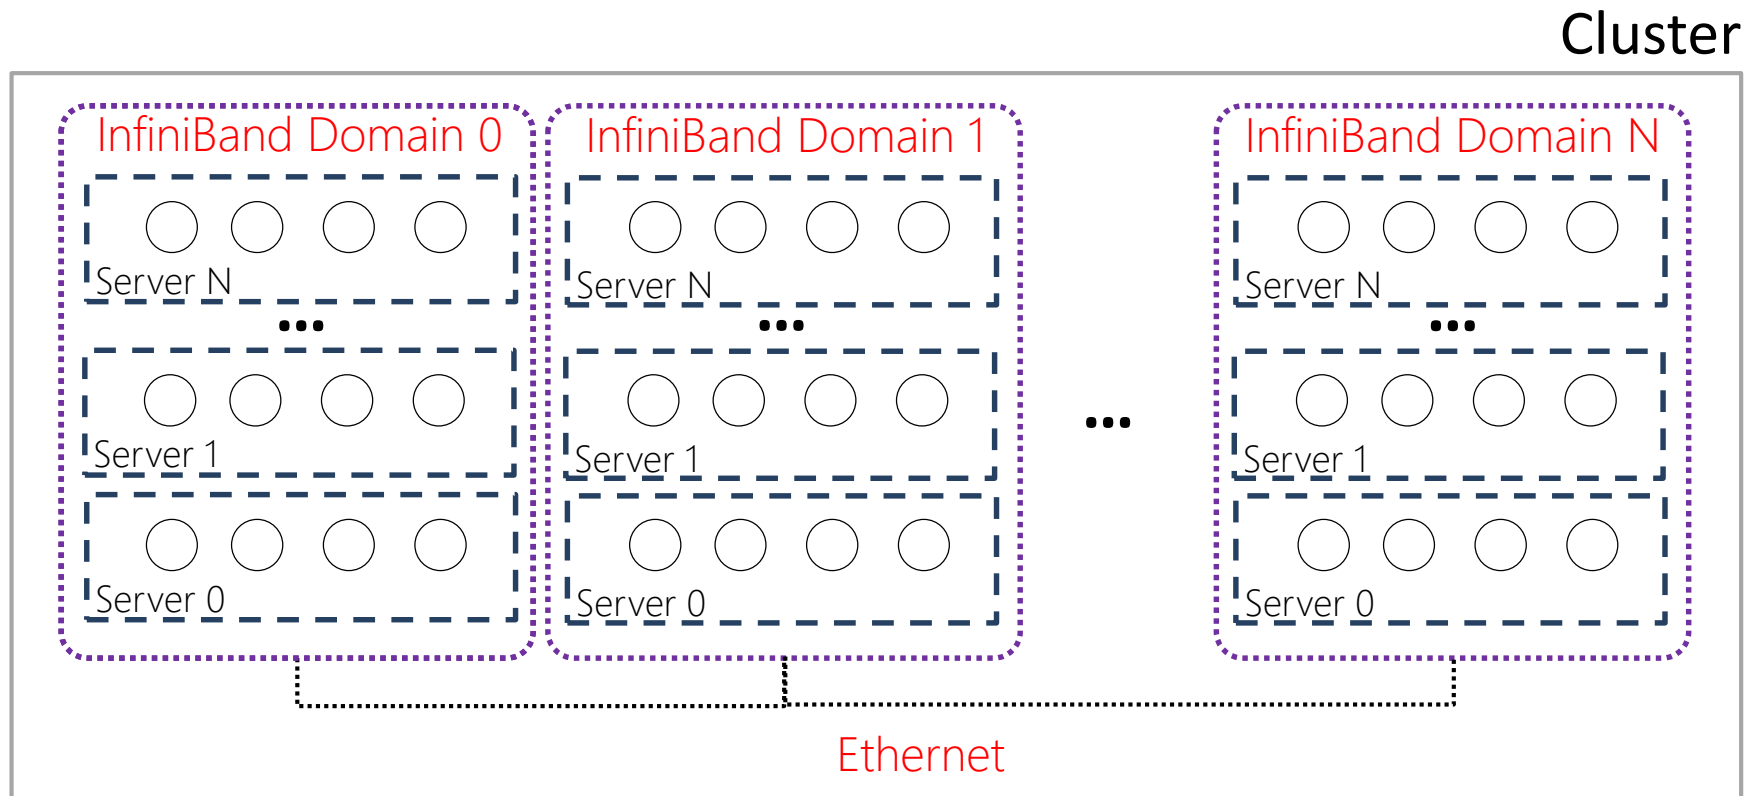 Cluster
InfiniBand Domain 0
Server N
...
Server 1
Server 0
InfiniBand Domain 1
Server N
...
Server 1
Server 0
...
InfiniBand Domain N
Server N
...
Server 1
Server 0
Ethernet